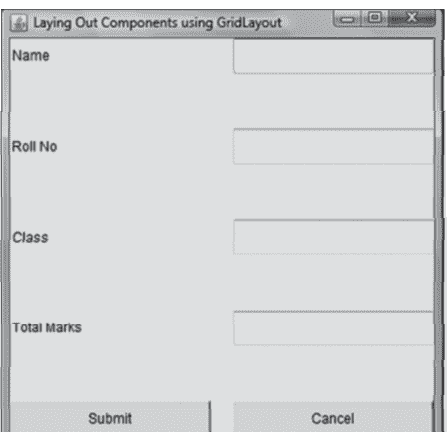 Laying Out Components using GridLayout
Name
Roll No
Class
Total Marks
Submit Cancel